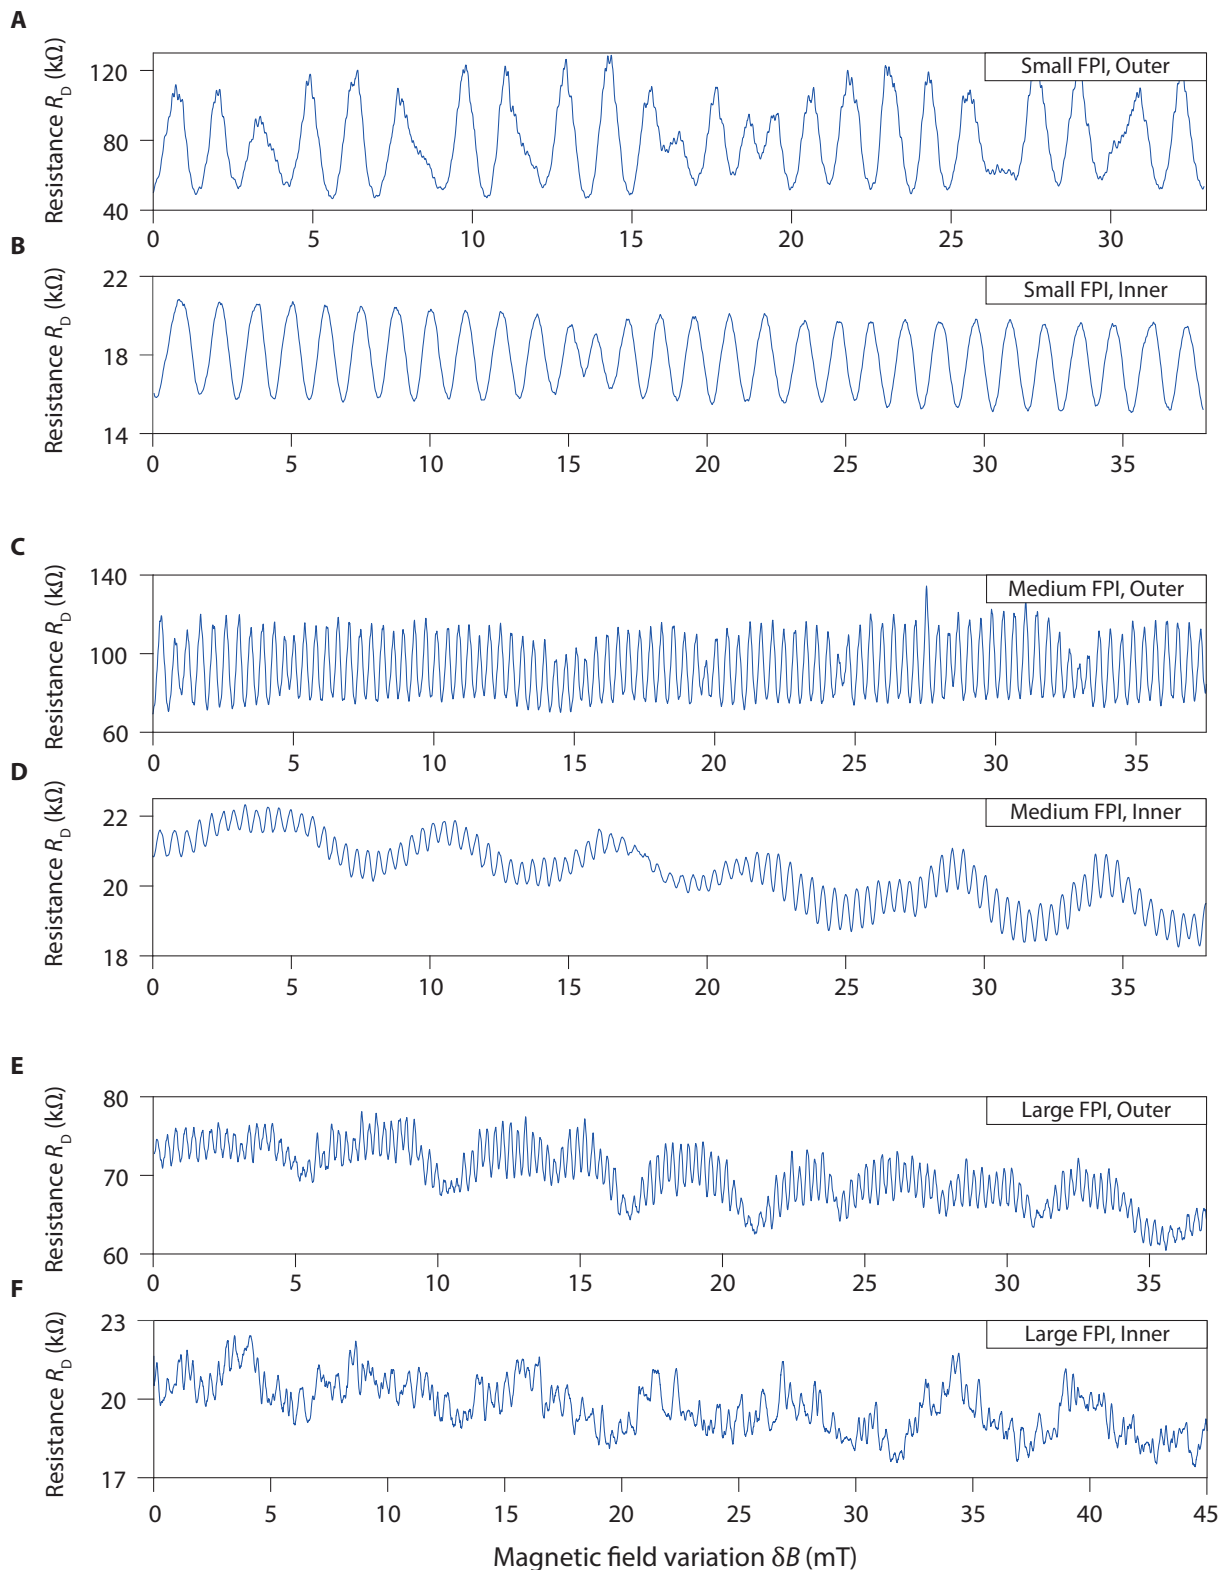 A
Resistance R_D (kΩ)
120
80
40
Small FPI, Outer
0 5 10 15 20 25 30
B
Resistance R_D (kΩ)
22
18
14
Small FPI, Inner
0 5 10 15 20 25 30 35
C
Resistance R_D (kΩ)
140
100
60
Medium FPI, Outer
0 5 10 15 20 25 30 35
D
Resistance R_D (kΩ)
22
20
18
Medium FPI, Inner
0 5 10 15 20 25 30 35
E
Resistance R_D (kΩ)
80
70
60
Large FPI, Outer
0 5 10 15 20 25 30 35
F
Resistance R_D (kΩ)
23
20
17
Large FPI, Inner
0 5 10 15 20 25 30 35 40 45
Magnetic field variation δB (mT)